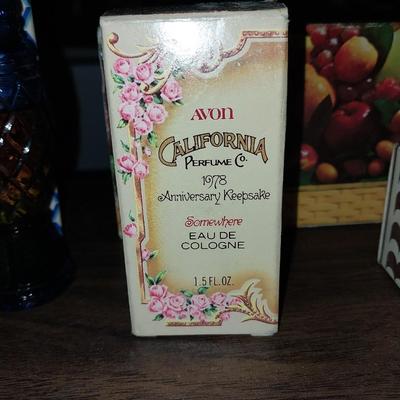 AVON
CALIFORNIA
PERFUME CO.
1978
Anniversary Keepsake
Somewhere
EAU DE
COLOGNE
1.5 FL. OZ.